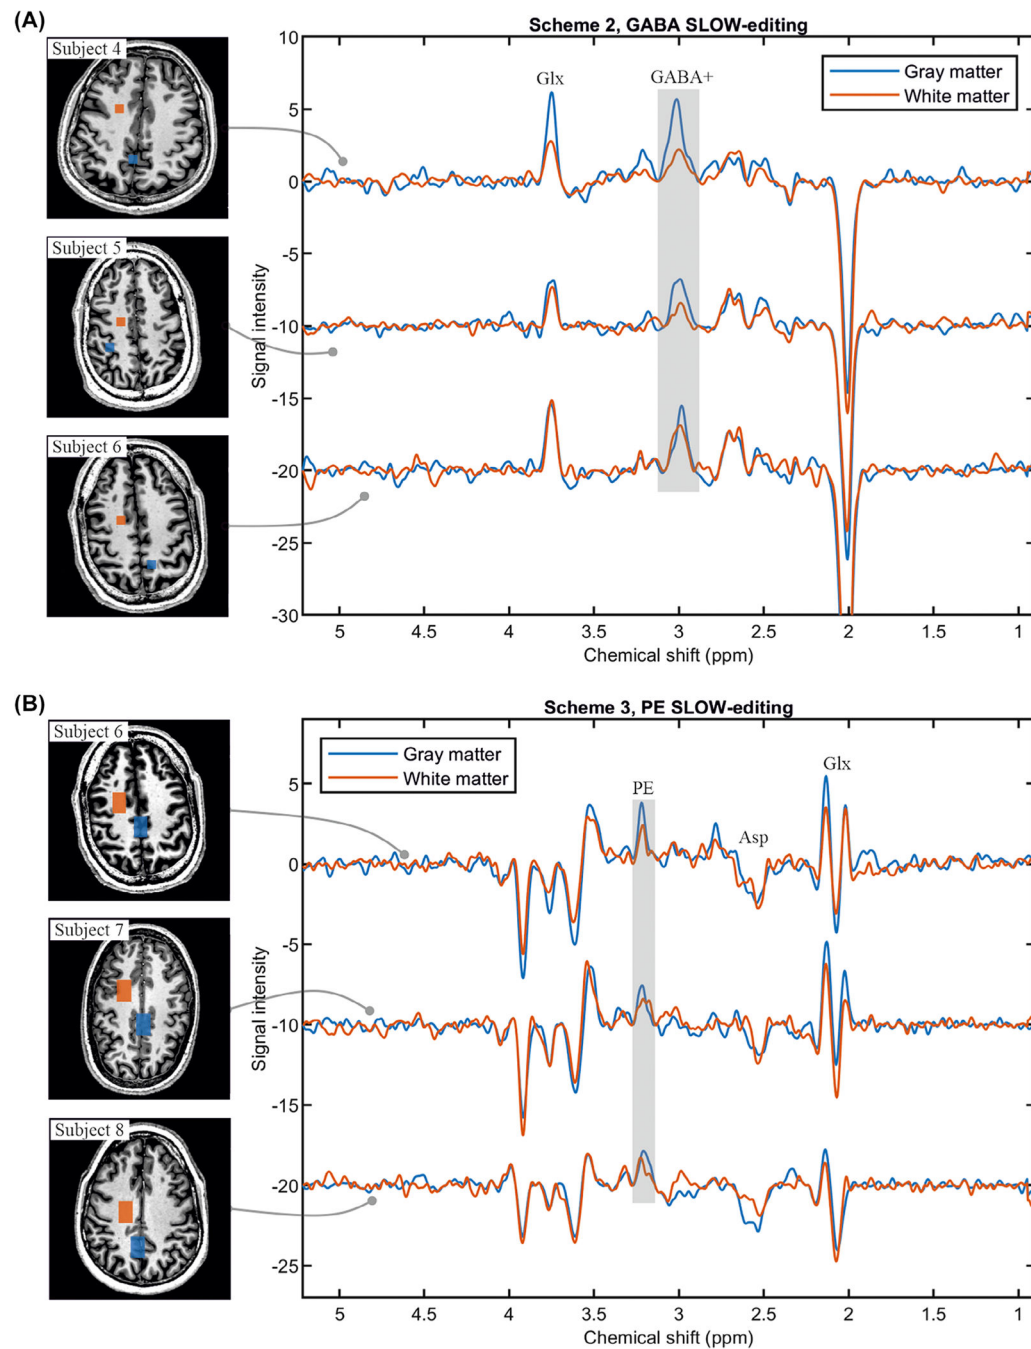 (A)
Scheme 2, GABA SLOW-editing
Subject 4
Subject 5
Subject 6
Glx
GABA+
Gray matter
White matter
10
5
0
-5
-10
-15
-20
-25
-30
Signal intensity
5
4.5
4
3.5
3
2.5
2
1.5
1
Chemical shift (ppm)
(B)
Scheme 3, PE SLOW-editing
Subject 6
Subject 7
Subject 8
Gray matter
White matter
PE
Asp
Glx
5
0
-5
-10
-15
-20
-25
Signal intensity
5
4.5
4
3.5
3
2.5
2
1.5
1
Chemical shift (ppm)